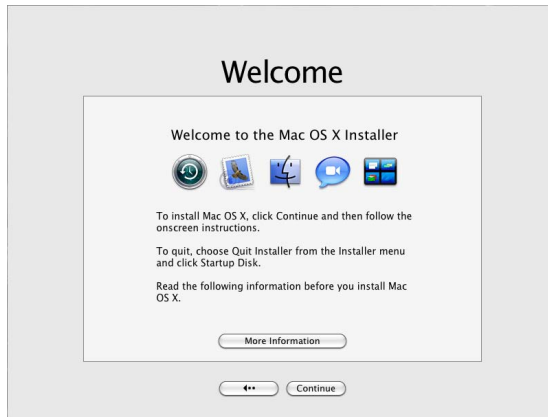 Welcome
Welcome to the Mac OS X Installer
To install Mac OS X, click Continue and then follow the
onscreen instructions.
To quit, choose Quit Installer from the Installer menu
and click Startup Disk.
Read the following information before you install Mac
OS X.
More Information
Continue